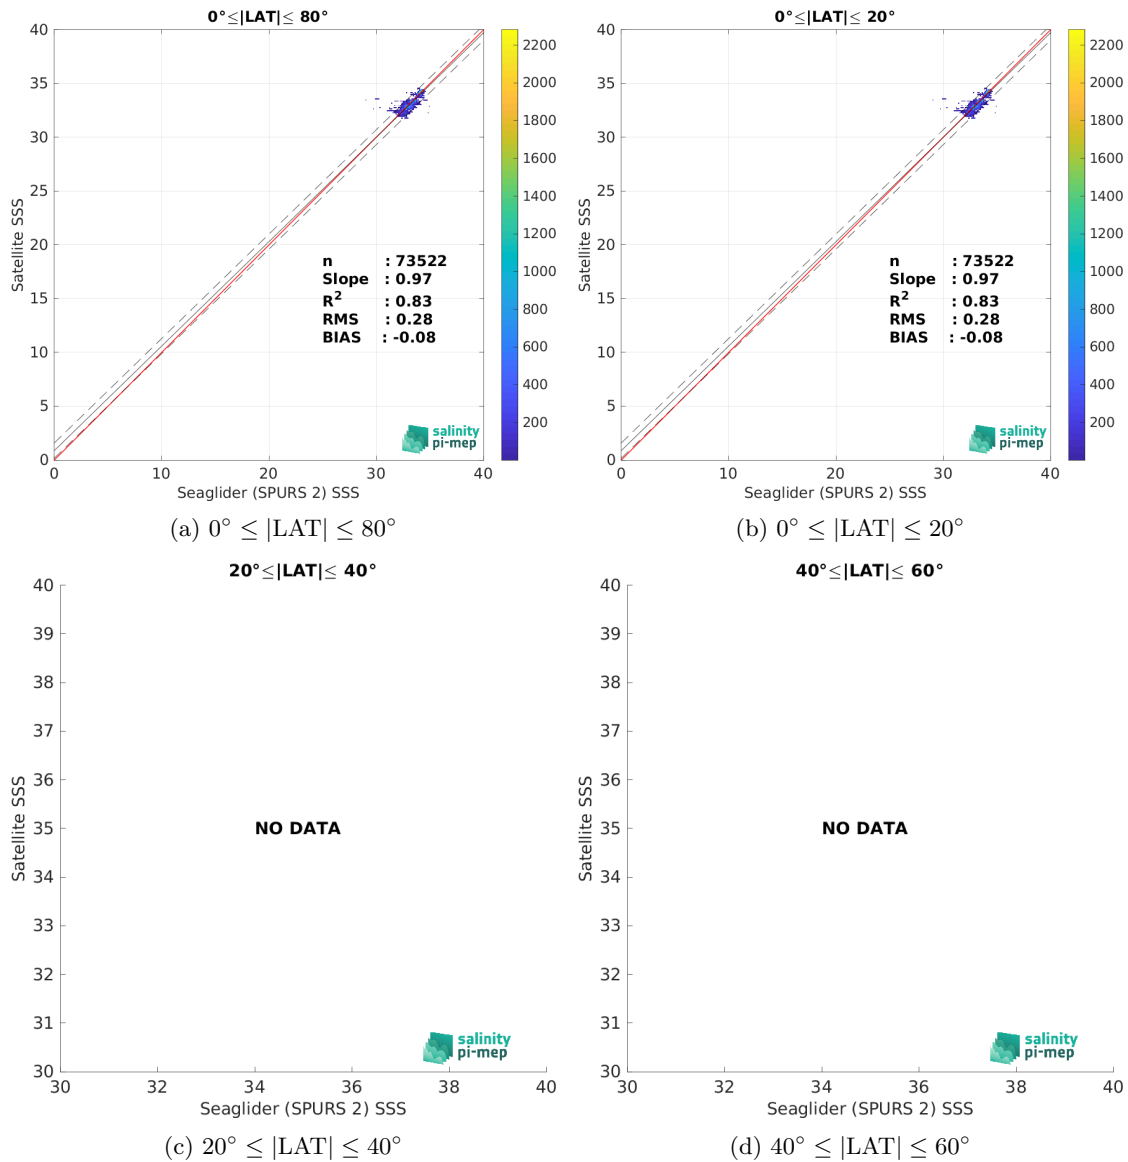 0°≤|LAT|≤ 80°
40
35
30
25
20
15
10
5
0
Satellite SSS
0
10
20
30
40
Seaglider (SPURS 2) SSS
n : 73522
Slope : 0.97
R² : 0.83
RMS : 0.28
BIAS : -0.08
salinity
pi-mep
2200
2000
1800
1600
1400
1200
1000
800
600
400
200
(a) 0° ≤ |LAT| ≤ 80°
0°≤|LAT|≤ 20°
40
35
30
25
20
15
10
5
0
Satellite SSS
0
10
20
30
40
Seaglider (SPURS 2) SSS
n : 73522
Slope : 0.97
R² : 0.83
RMS : 0.28
BIAS : -0.08
salinity
pi-mep
2200
2000
1800
1600
1400
1200
1000
800
600
400
200
(b) 0° ≤ |LAT| ≤ 20°
20°≤|LAT|≤ 40°
40
39
38
37
36
35
34
33
32
31
30
Satellite SSS
NO DATA
salinity
pi-mep
30
32
34
36
38
40
Seaglider (SPURS 2) SSS
(c) 20° ≤ |LAT| ≤ 40°
40°≤|LAT|≤ 60°
40
39
38
37
36
35
34
33
32
31
30
Satellite SSS
NO DATA
salinity
pi-mep
30
32
34
36
38
40
Seaglider (SPURS 2) SSS
(d) 40° ≤ |LAT| ≤ 60°